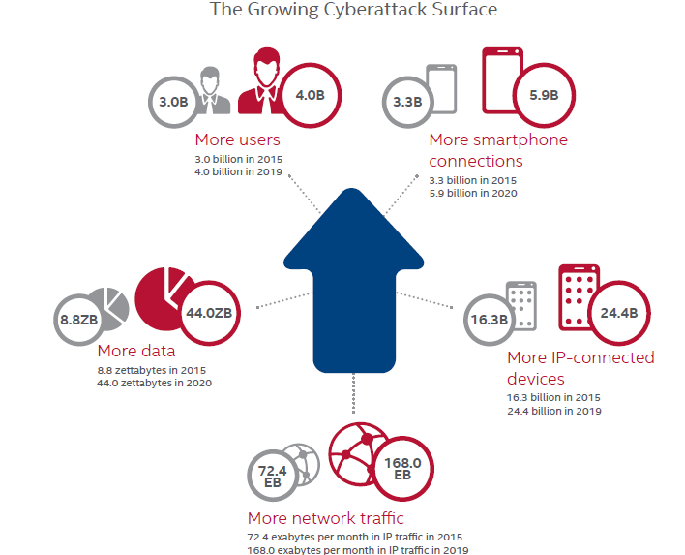 The Growing Cyberattack Surface
3.0B
4.0B
More users
3.0 billion in 2015
4.0 billion in 2019
3.3B
5.9B
More smartphone
connections
3.3 billion in 2015
5.9 billion in 2020
8.8ZB
44.0ZB
More data
8.8 zettabytes in 2015
44.0 zettabytes in 2020
16.3B
24.4B
More IP-connected
devices
16.3 billion in 2015
24.4 billion in 2019
72.4
EB
168.0
EB
More network traffic
72.4 exabytes per month in IP traffic in 2015
168.0 exabytes per month in IP traffic in 2019